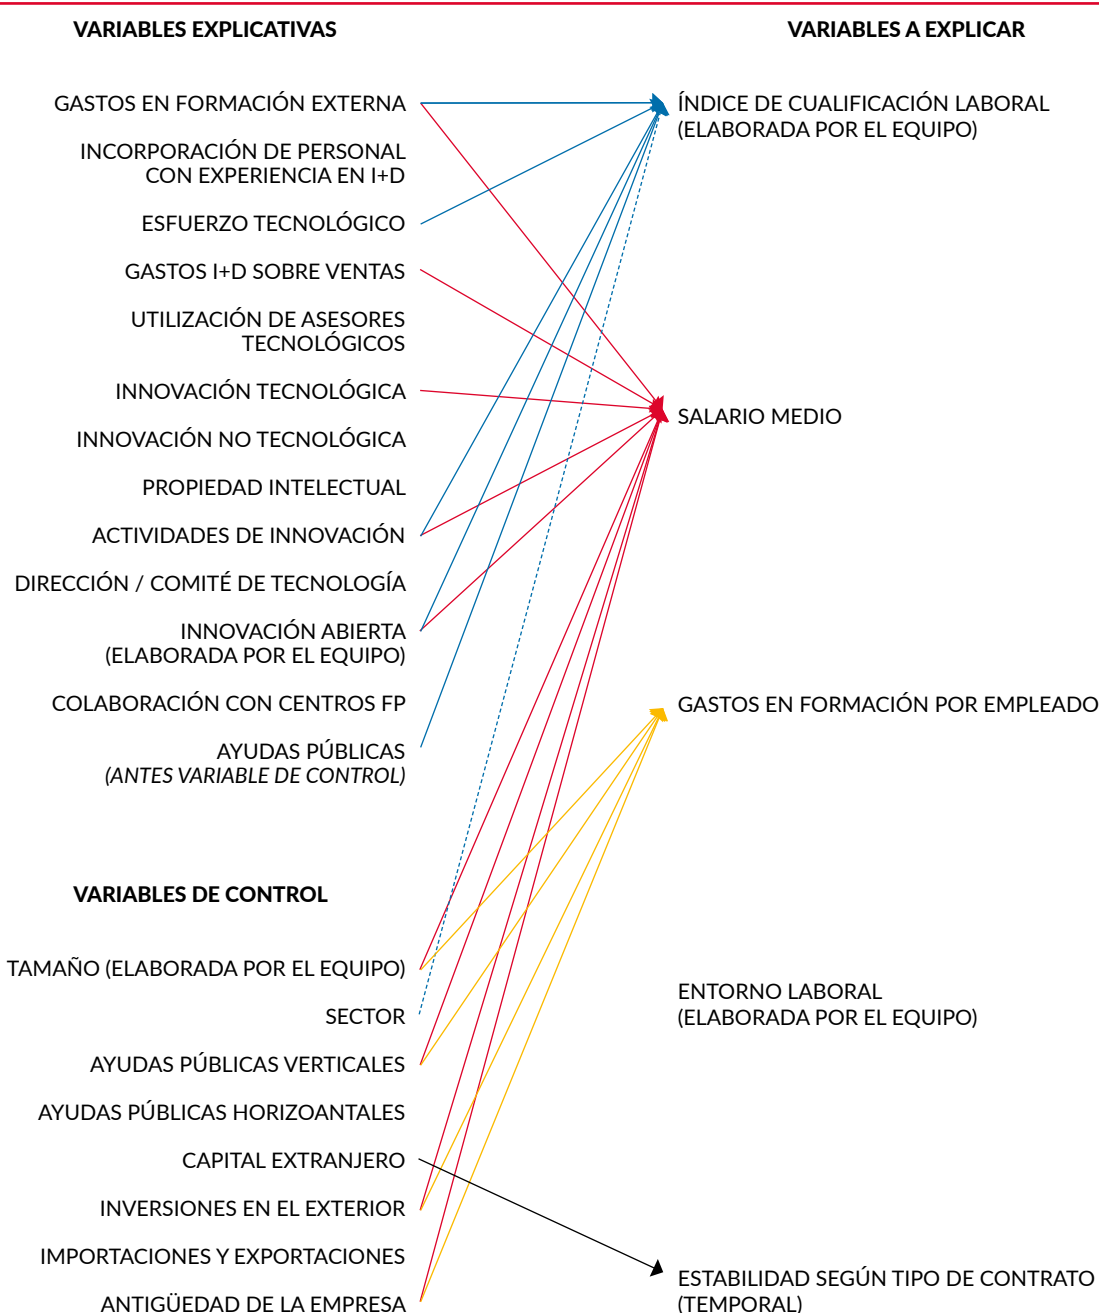 VARIABLES EXPLICATIVAS
GASTOS EN FORMACIÓN EXTERNA
INCORPORACIÓN DE PERSONAL
CON EXPERIENCIA EN I+D
ESFUERZO TECNOLÓGICO
GASTOS I+D SOBRE VENTAS
UTILIZACIÓN DE ASESORES
TECNOLÓGICOS
INNOVACIÓN TECNOLÓGICA
INNOVACIÓN NO TECNOLÓGICA
PROPIEDAD INTELECTUAL
ACTIVIDADES DE INNOVACIÓN
DIRECCIÓN / COMITÉ DE TECNOLOGÍA
INNOVACIÓN ABIERTA
(ELABORADA POR EL EQUIPO)
COLABORACIÓN CON CENTROS FP
AYUDAS PÚBLICAS
(ANTES VARIABLE DE CONTROL)
VARIABLES DE CONTROL
TAMAÑO (ELABORADA POR EL EQUIPO)
SECTOR
AYUDAS PÚBLICAS VERTICALES
AYUDAS PÚBLICAS HORIZOANTALES
CAPITAL EXTRANJERO
INVERSIONES EN EL EXTERIOR
IMPORTACIONES Y EXPORTACIONES
ANTIGÜEDAD DE LA EMPRESA
VARIABLES A EXPLICAR
ÍNDICE DE CUALIFICACIÓN LABORAL
(ELABORADA POR EL EQUIPO)
SALARIO MEDIO
GASTOS EN FORMACIÓN POR EMPLEADO
ENTORNO LABORAL
(ELABORADA POR EL EQUIPO)
ESTABILIDAD SEGÚN TIPO DE CONTRATO
(TEMPORAL)